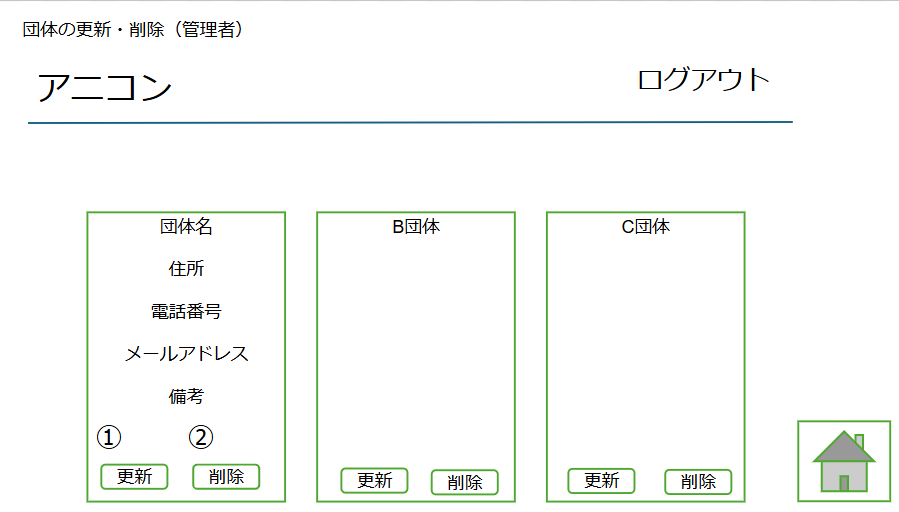 団体の更新・削除（管理者）
アニコン
ログアウト
団体名
住所
電話番号
メールアドレス
備考
① ②
更新 削除
B団体
更新 削除
C団体
更新 削除